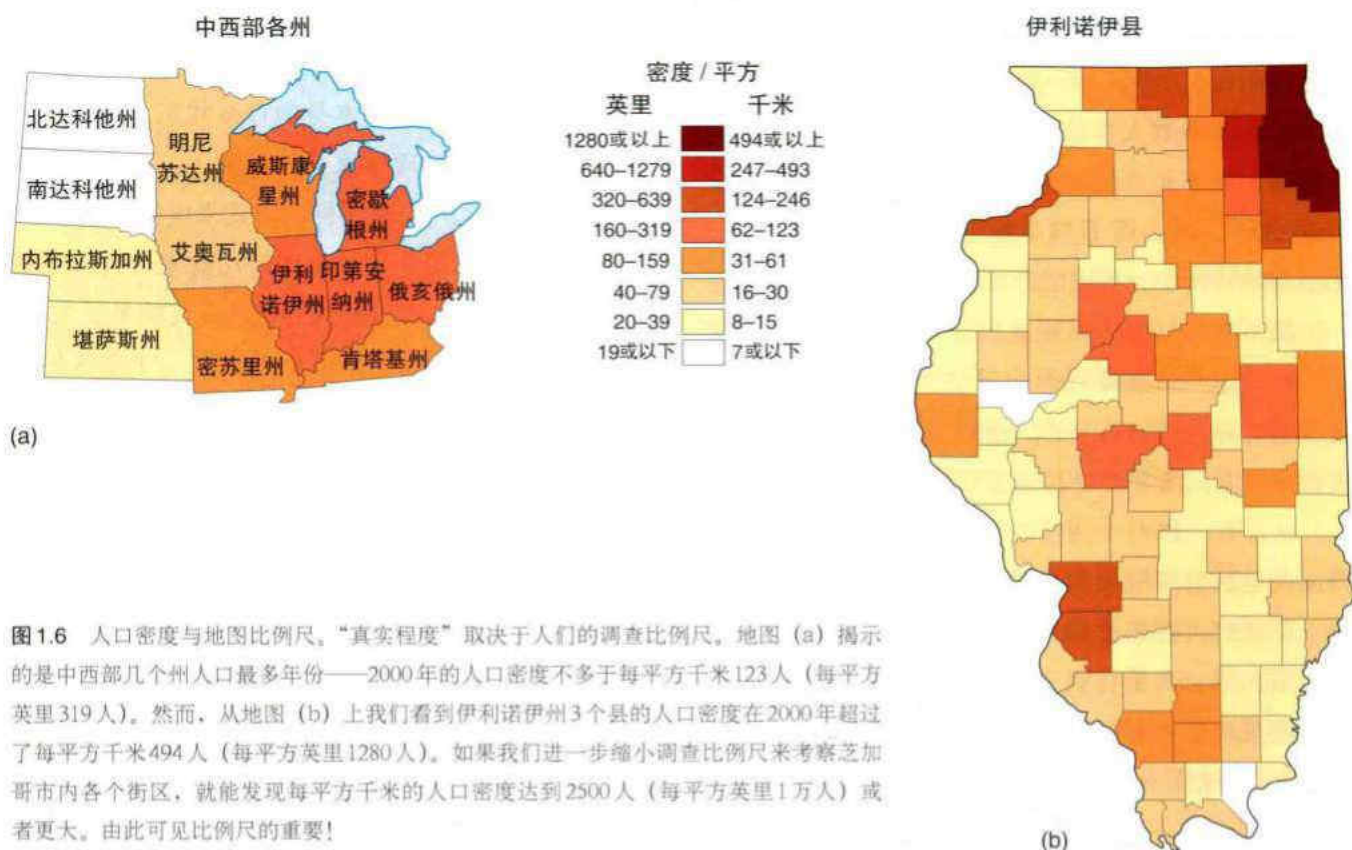 中西部各州
北达科他州
明尼
苏达州
南达科他州
威斯康
星州
密歇
根州
内布拉斯加州
艾奥瓦州
伊利
诺伊州
印第安
纳州
俄亥俄州
堪萨斯州
密苏里州
肯塔基州
(a)
密度 / 平方
英里 千米
1280或以上 494或以上
640–1279 247–493
320–639 124–246
160–319 62–123
80–159 31–61
40–79 16–30
20–39 8–15
19或以下 7或以下
伊利诺伊县
(b)
图1.6 人口密度与地图比例尺。“真实程度”取决于人们的调查比例尺。地图（a）揭示
的是中西部几个州人口最多年份——2000年的人口密度不多于每平方千米123人（每平方
英里319人）。然而，从地图（b）上我们看到伊利诺伊州3个县的人口密度在2000年超过
了每平方千米494人（每平方英里1280人）。如果我们进一步缩小调查比例尺来考察芝加
哥市内各个街区，就能发现每平方千米的人口密度达到2500人（每平方英里1万人）或
者更大。由此可见比例尺的重要！